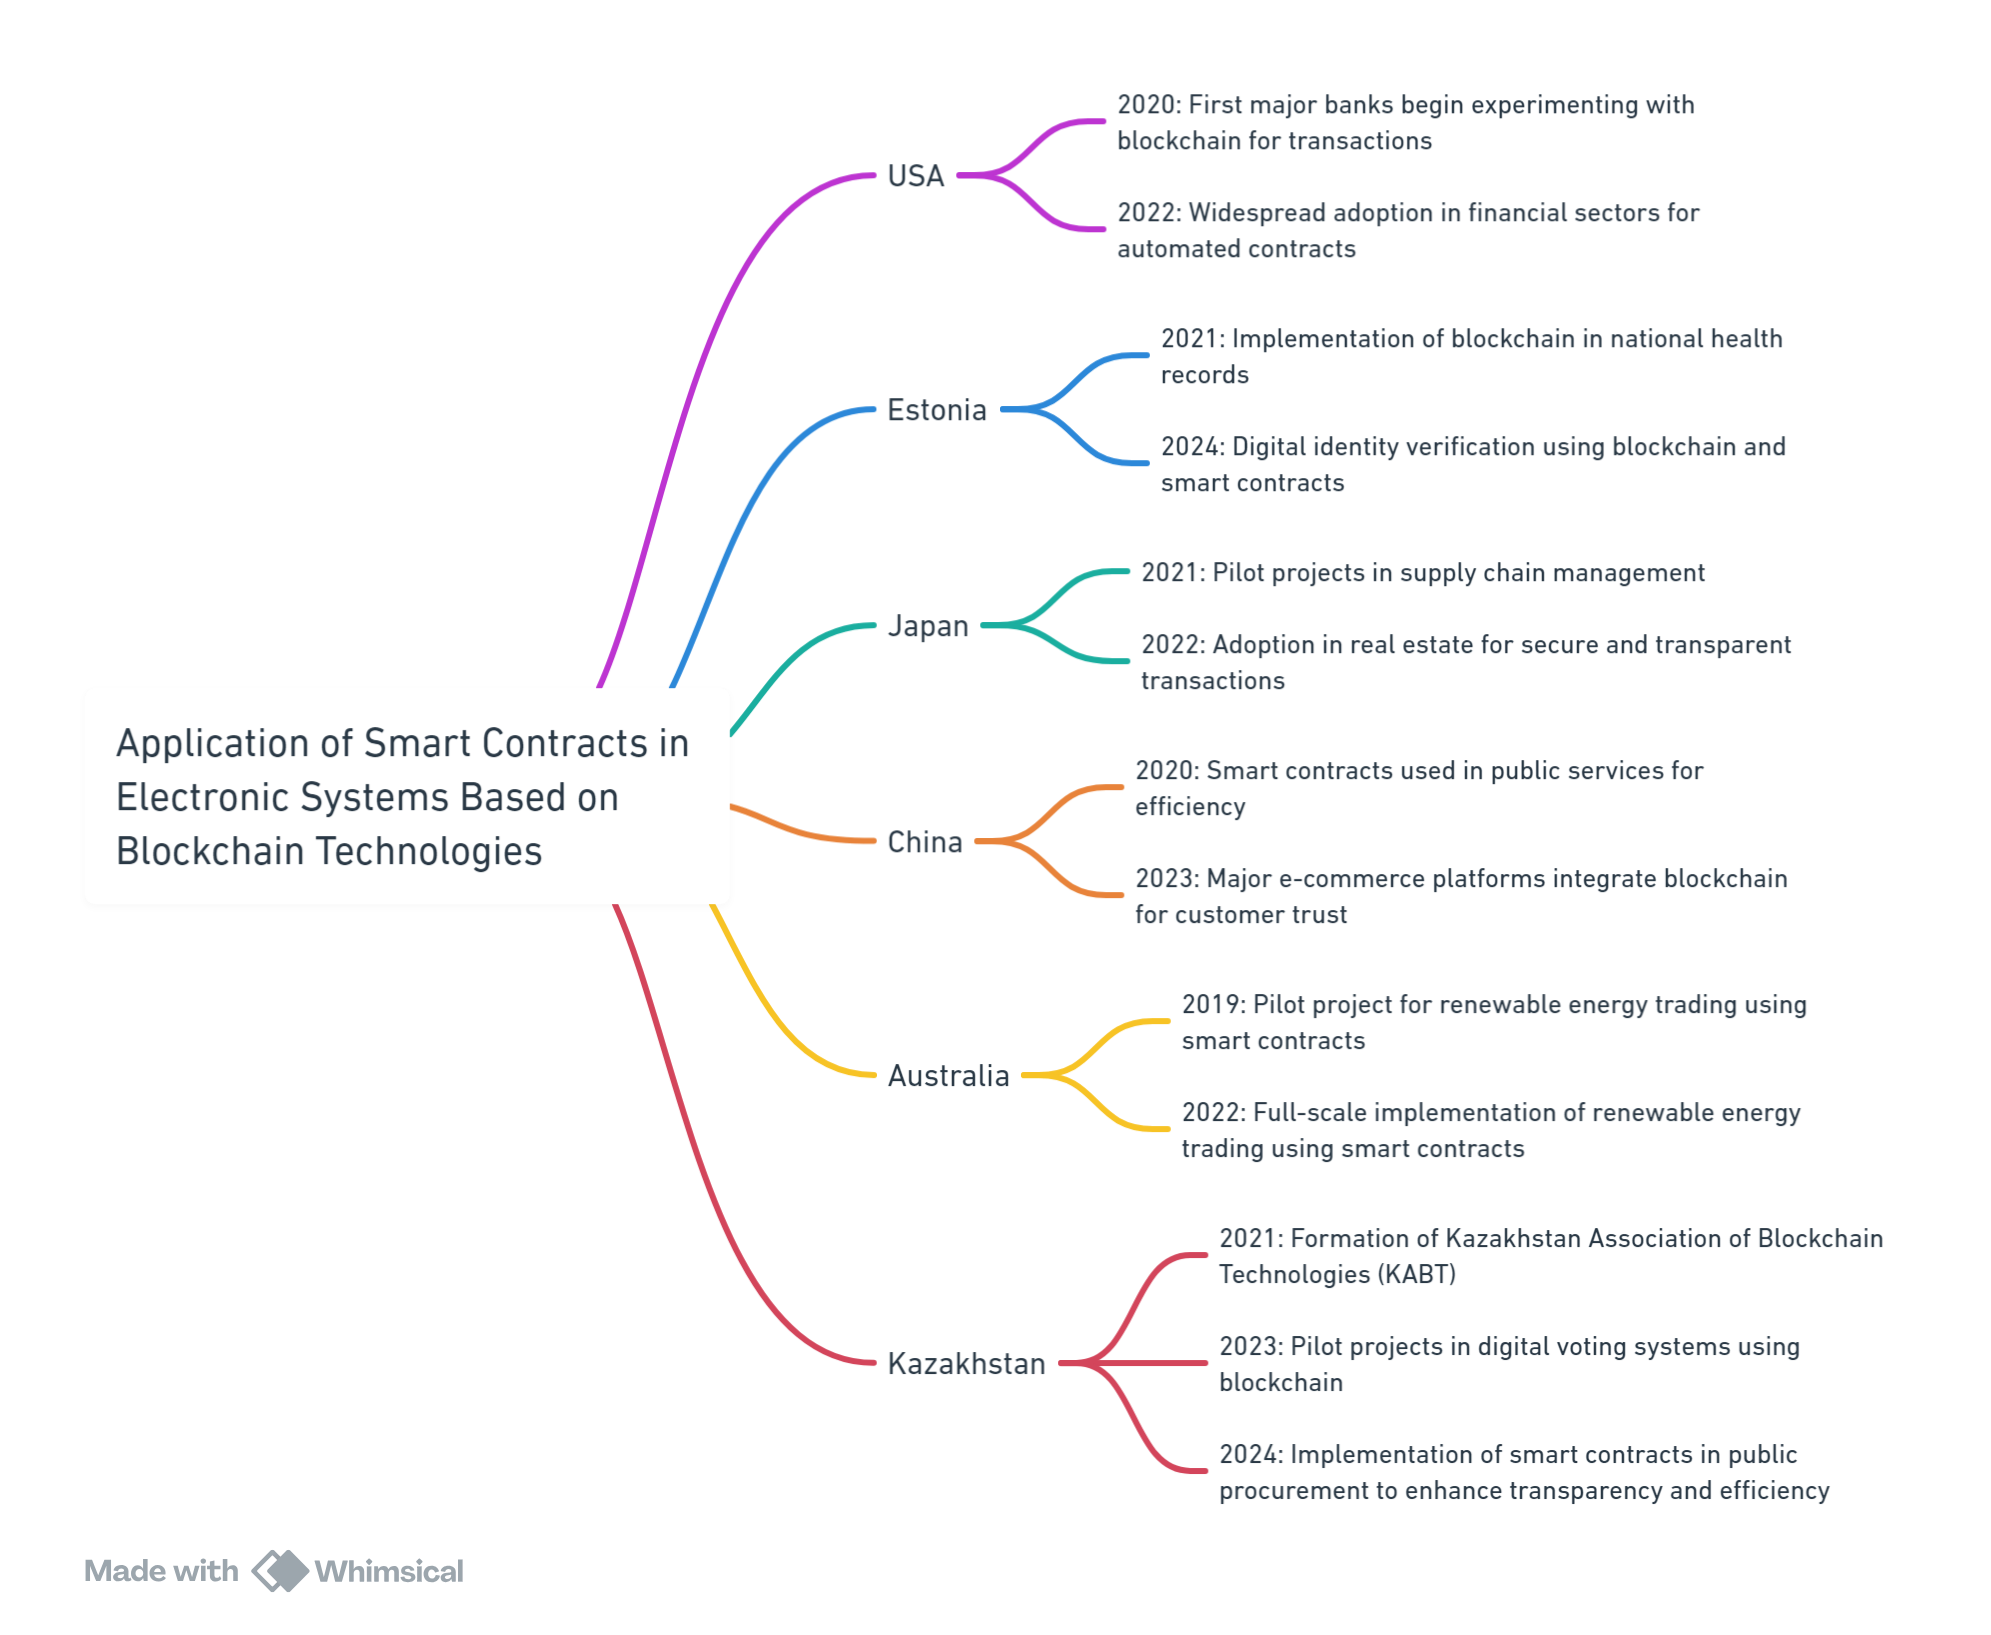 2020: First major banks begin experimenting with
blockchain for transactions
USA
2022: Widespread adoption in financial sectors for
automated contracts
2021: Implementation of blockchain in national health
records
Estonia
2024: Digital identity verification using blockchain and
smart contracts
2021: Pilot projects in supply chain management
Japan
2022: Adoption in real estate for secure and transparent
transactions
Application of Smart Contracts in
Electronic Systems Based on
Blockchain Technologies
2020: Smart contracts used in public services for
efficiency
China
2023: Major e-commerce platforms integrate blockchain
for customer trust
2019: Pilot project for renewable energy trading using
smart contracts
Australia
2022: Full-scale implementation of renewable energy
trading using smart contracts
2021: Formation of Kazakhstan Association of Blockchain
Technologies (KABT)
Kazakhstan
2023: Pilot projects in digital voting systems using
blockchain
2024: Implementation of smart contracts in public
procurement to enhance transparency and efficiency
Made with Whimsical